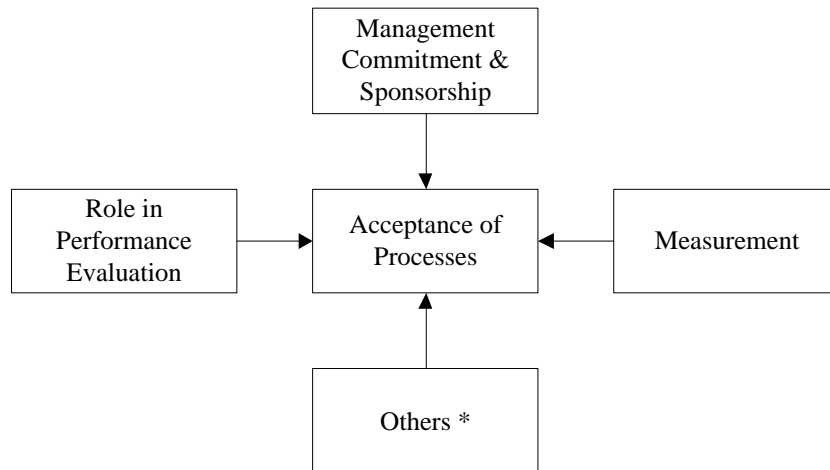 Management
Commitment &
Sponsorship
Role in
Performance
Evaluation
Acceptance of
Processes
Measurement
Others *